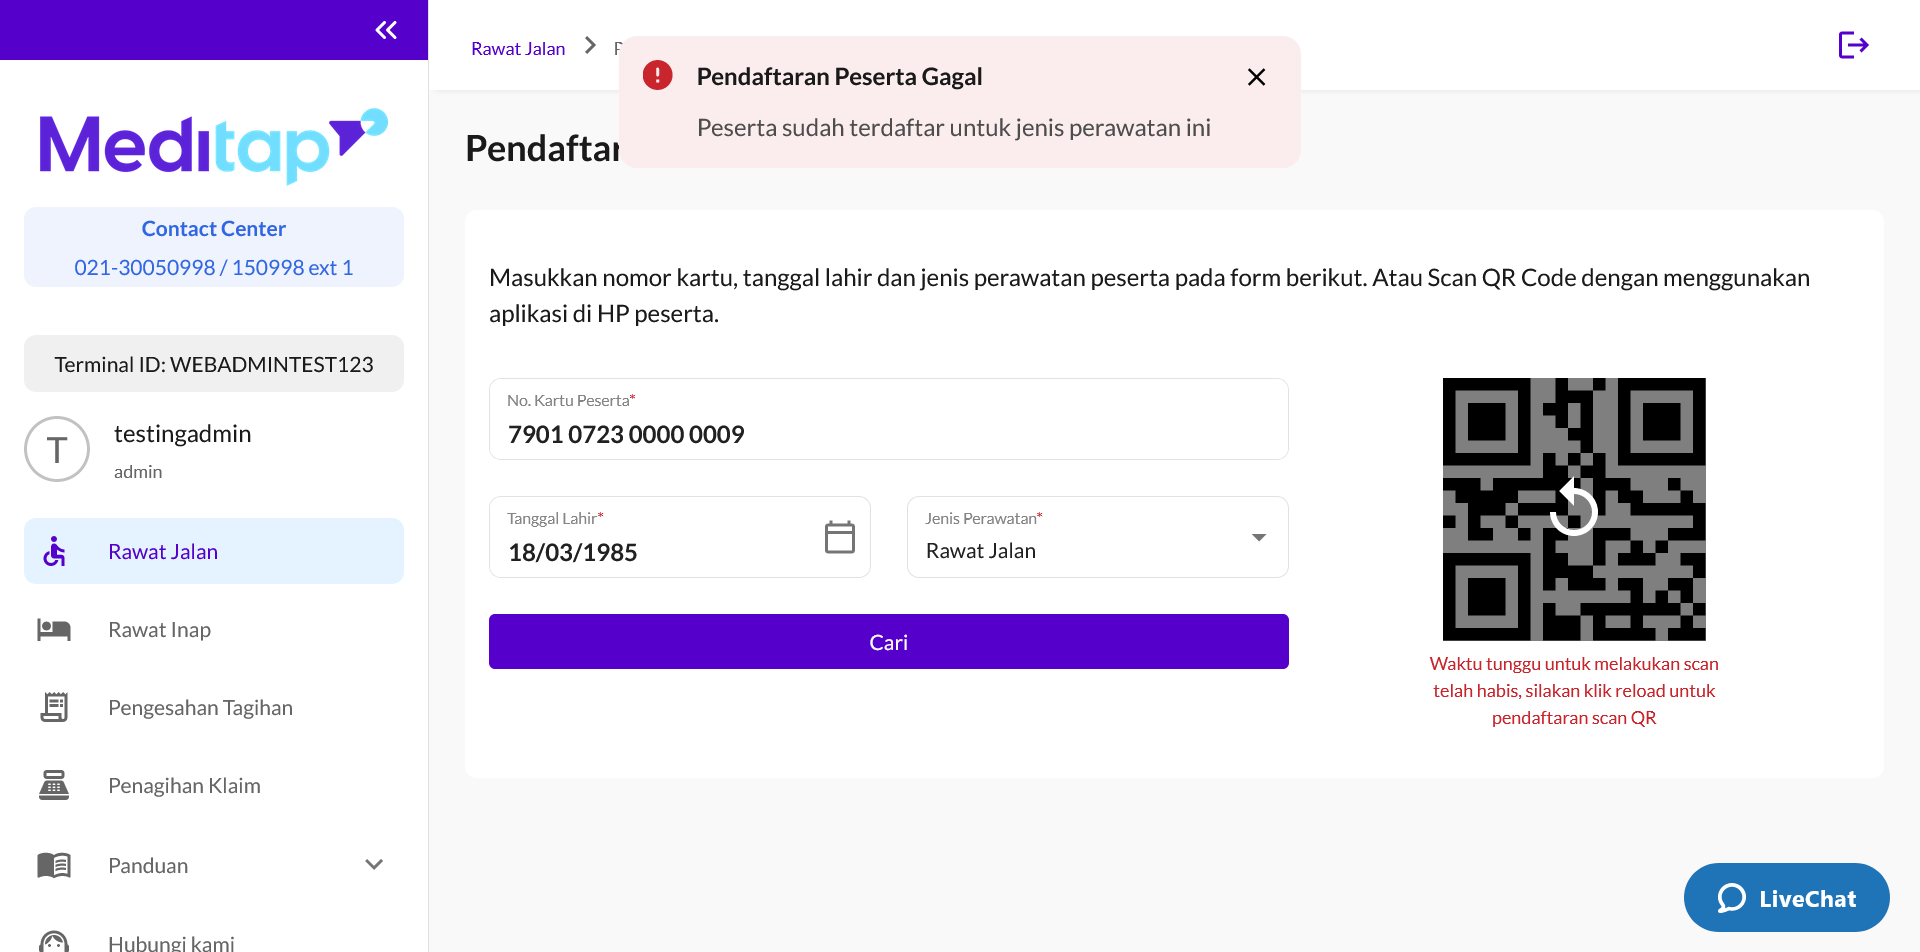 Meditap
Contact Center
021-30050998 / 150998 ext 1
Terminal ID: WEBADMINTEST123
T
testingadmin
admin
Rawat Jalan
Rawat Inap
Pengesahan Tagihan
Penagihan Klaim
Panduan
Hubungi kami
Rawat Jalan
Pendaftaran Peserta Gagal
Peserta sudah terdaftar untuk jenis perawatan ini
Masukkan nomor kartu, tanggal lahir dan jenis perawatan peserta pada form berikut. Atau Scan QR Code dengan menggunakan
aplikasi di HP peserta.
No. Kartu Peserta*
7901 0723 0000 0009
Tanggal Lahir*
18/03/1985
Jenis Perawatan*
Rawat Jalan
Cari
Waktu tunggu untuk melakukan scan
telah habis, silakan klik reload untuk
pendaftaran scan QR
LiveChat